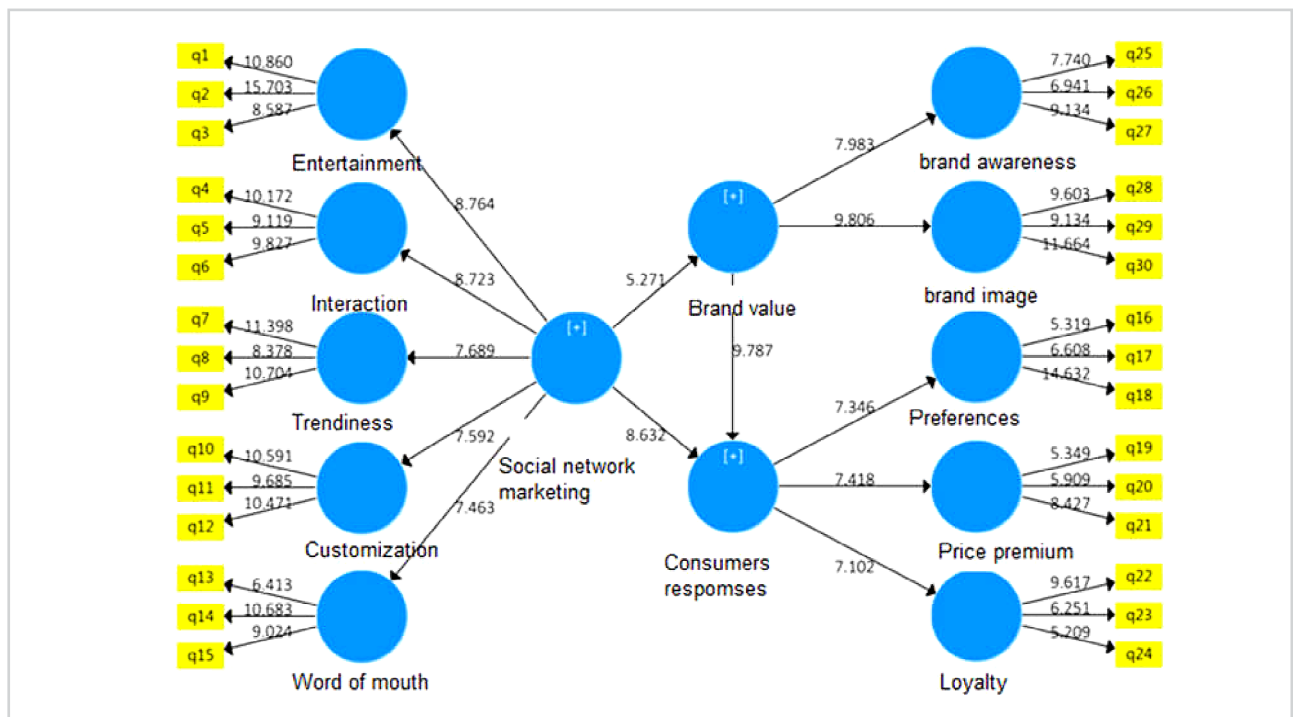 q1
10.860
q2
15.703
q3
8.587
Entertainment
q4
10.172
q5
9.119
q6
9.827
Interaction
q7
11.398
q8
8.378
q9
10.704
Trendiness
q10
10.591
q11
9.685
q12
10.471
Customization
q13
6.413
q14
10.683
q15
9.024
Word of mouth
8.764
8.723
7.689
7.592
7.463
[+]
Social network
marketing
5.271
8.632
[+]
Brand value
9.787
[+]
Consumers
respomses
7.983
9.806
7.346
7.418
7.102
7.740
q25
6.941
q26
9.134
q27
brand awareness
9.603
q28
9.134
q29
11.664
q30
brand image
5.319
q16
6.608
q17
14.632
q18
Preferences
5.349
q19
5.909
q20
8.427
q21
Price premium
9.617
q22
6.251
q23
5.209
q24
Loyalty